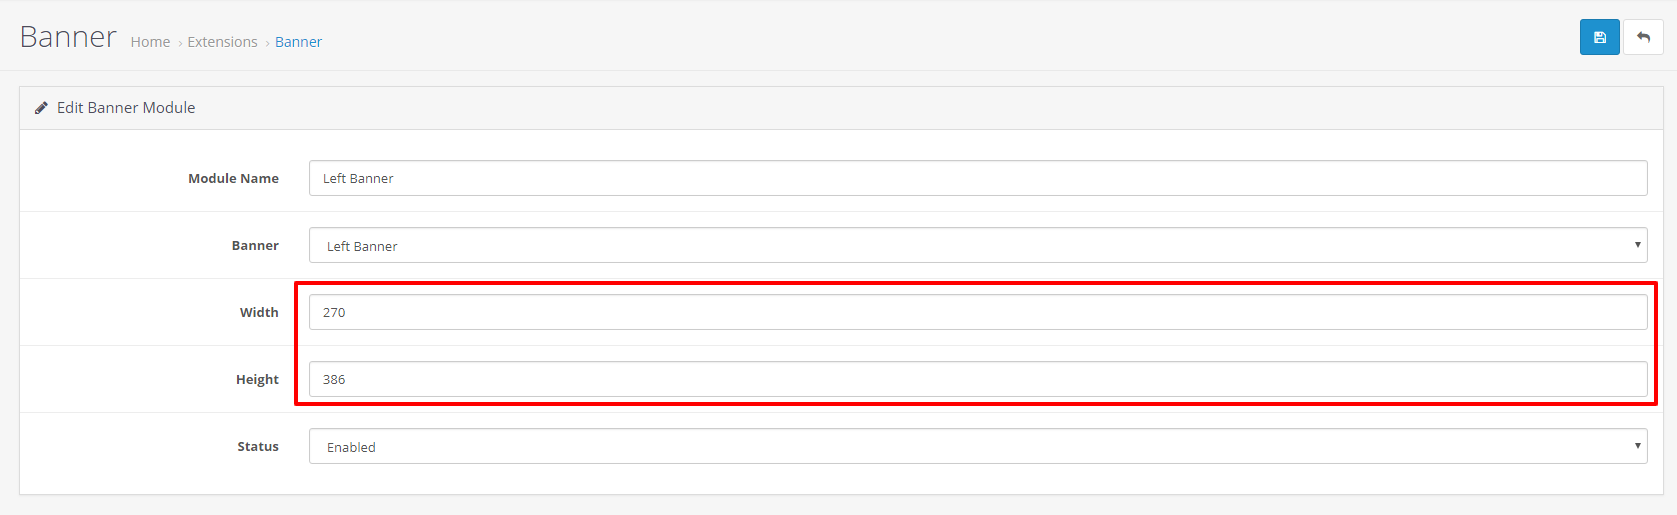 Banner Home › Extensions › Banner
Edit Banner Module
Module Name Left Banner
Banner Left Banner
Width 270
Height 386
Status Enabled